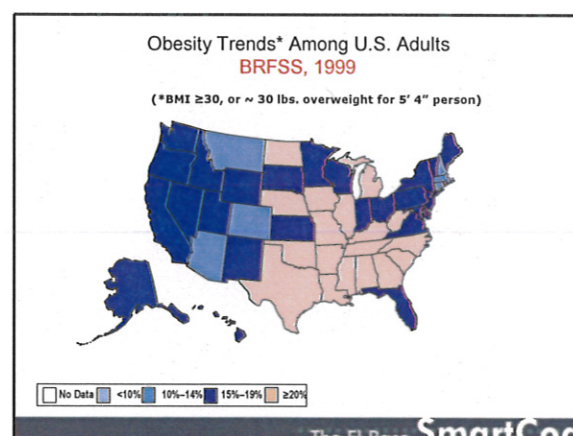 Obesity Trends* Among U.S. Adults
BRFSS, 1999
(*BMI ≥30, or ~ 30 lbs. overweight for 5’ 4” person)
No Data <10% 10%–14% 15%–19% ≥20%